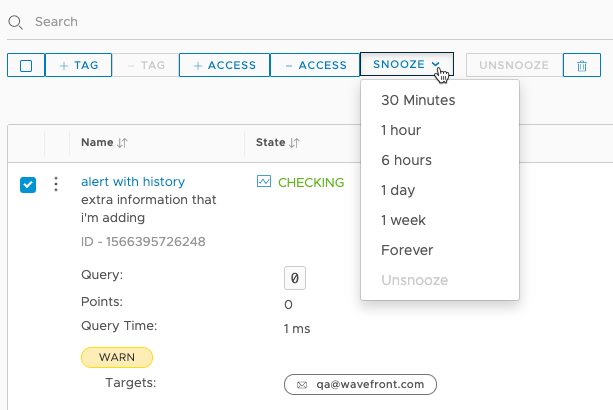 Search
+ TAG
− TAG
+ ACCESS
− ACCESS
SNOOZE
UNSNOOZE
30 Minutes
1 hour
6 hours
1 day
1 week
Forever
Unsnooze
Name
State
alert with history
CHECKING
extra information that
i'm adding
ID - 1566395726248
Query:
0
Points:
0
Query Time:
1 ms
WARN
Targets:
qa@wavefront.com